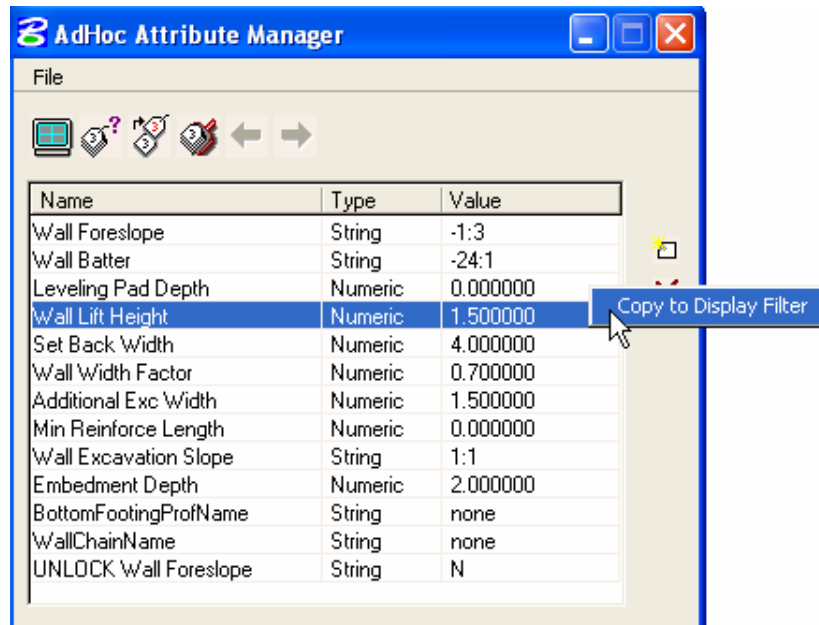 AdHoc Attribute Manager
File
Name Type Value
Wall Foreslope String -1:3
Wall Batter String -24:1
Leveling Pad Depth Numeric 0.000000
Wall Lift Height Numeric 1.500000
Copy to Display Filter
Set Back Width Numeric 4.000000
Wall Width Factor Numeric 0.700000
Additional Exc Width Numeric 1.500000
Min Reinforce Length Numeric 0.000000
Wall Excavation Slope String 1:1
Embedment Depth Numeric 2.000000
BottomFootingProfName String none
WallChainName String none
UNLOCK Wall Foreslope String N